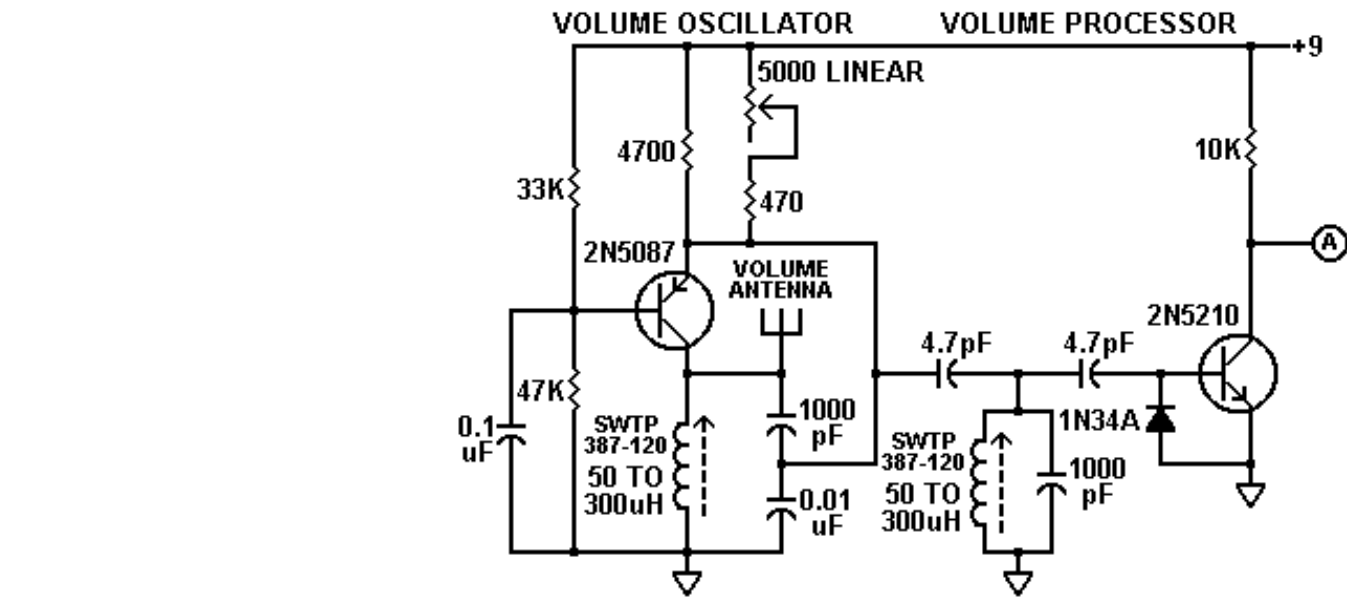 VOLUME OSCILLATOR
VOLUME PROCESSOR
+9
5000 LINEAR
4700
10K
33K
470
2N5087
VOLUME
ANTENNA
A
2N5210
4.7pF
4.7pF
47K
0.1
uF
SWTP
387-120
50 TO
300uH
1000
pF
0.01
uF
SWTP
387-120
50 TO
300uH
1000
pF
1N34A